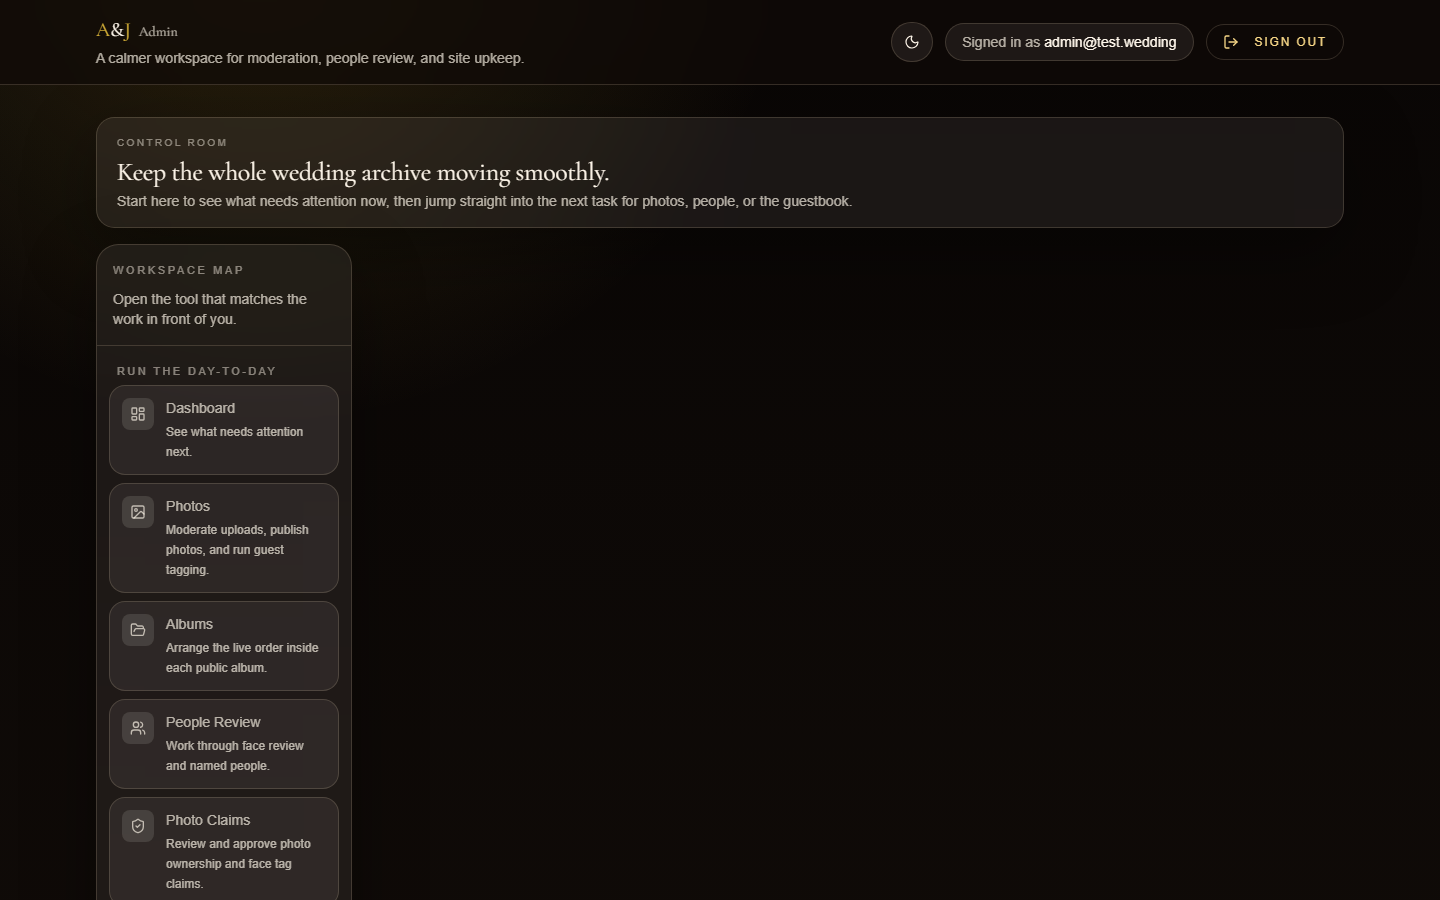 A&J Admin
A calmer workspace for moderation, people review, and site upkeep.
Signed in as admin@test.wedding
SIGN OUT
CONTROL ROOM
Keep the whole wedding archive moving smoothly.
Start here to see what needs attention now, then jump straight into the next task for photos, people, or the guestbook.
WORKSPACE MAP
Open the tool that matches the
work in front of you.
RUN THE DAY-TO-DAY
Dashboard
See what needs attention
next.
Photos
Moderate uploads, publish
photos, and run guest
tagging.
Albums
Arrange the live order inside
each public album.
People Review
Work through face review
and named people.
Photo Claims
Review and approve photo
ownership and face tag
claims.